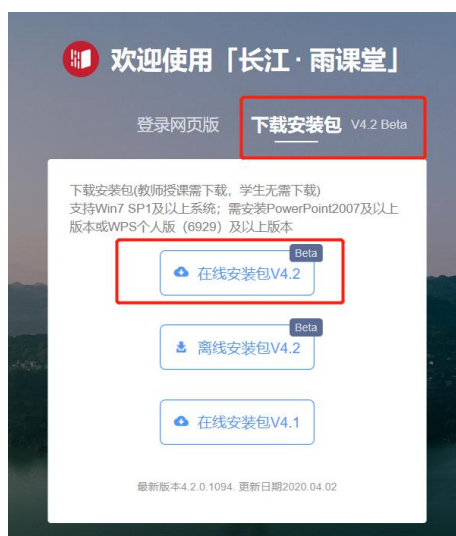 欢迎使用「长江·雨课堂」
登录网页版 下载安装包 V4.2 Beta
下载安装包(教师授课需下载，学生无需下载)
支持Win7 SP1及以上系统；需安装PowerPoint2007及以上
版本或WPS个人版（6929）及以上版本
Beta
在线安装包V4.2
Beta
离线安装包V4.2
在线安装包V4.1
最新版本4.2.0.1094. 更新日期2020.04.02